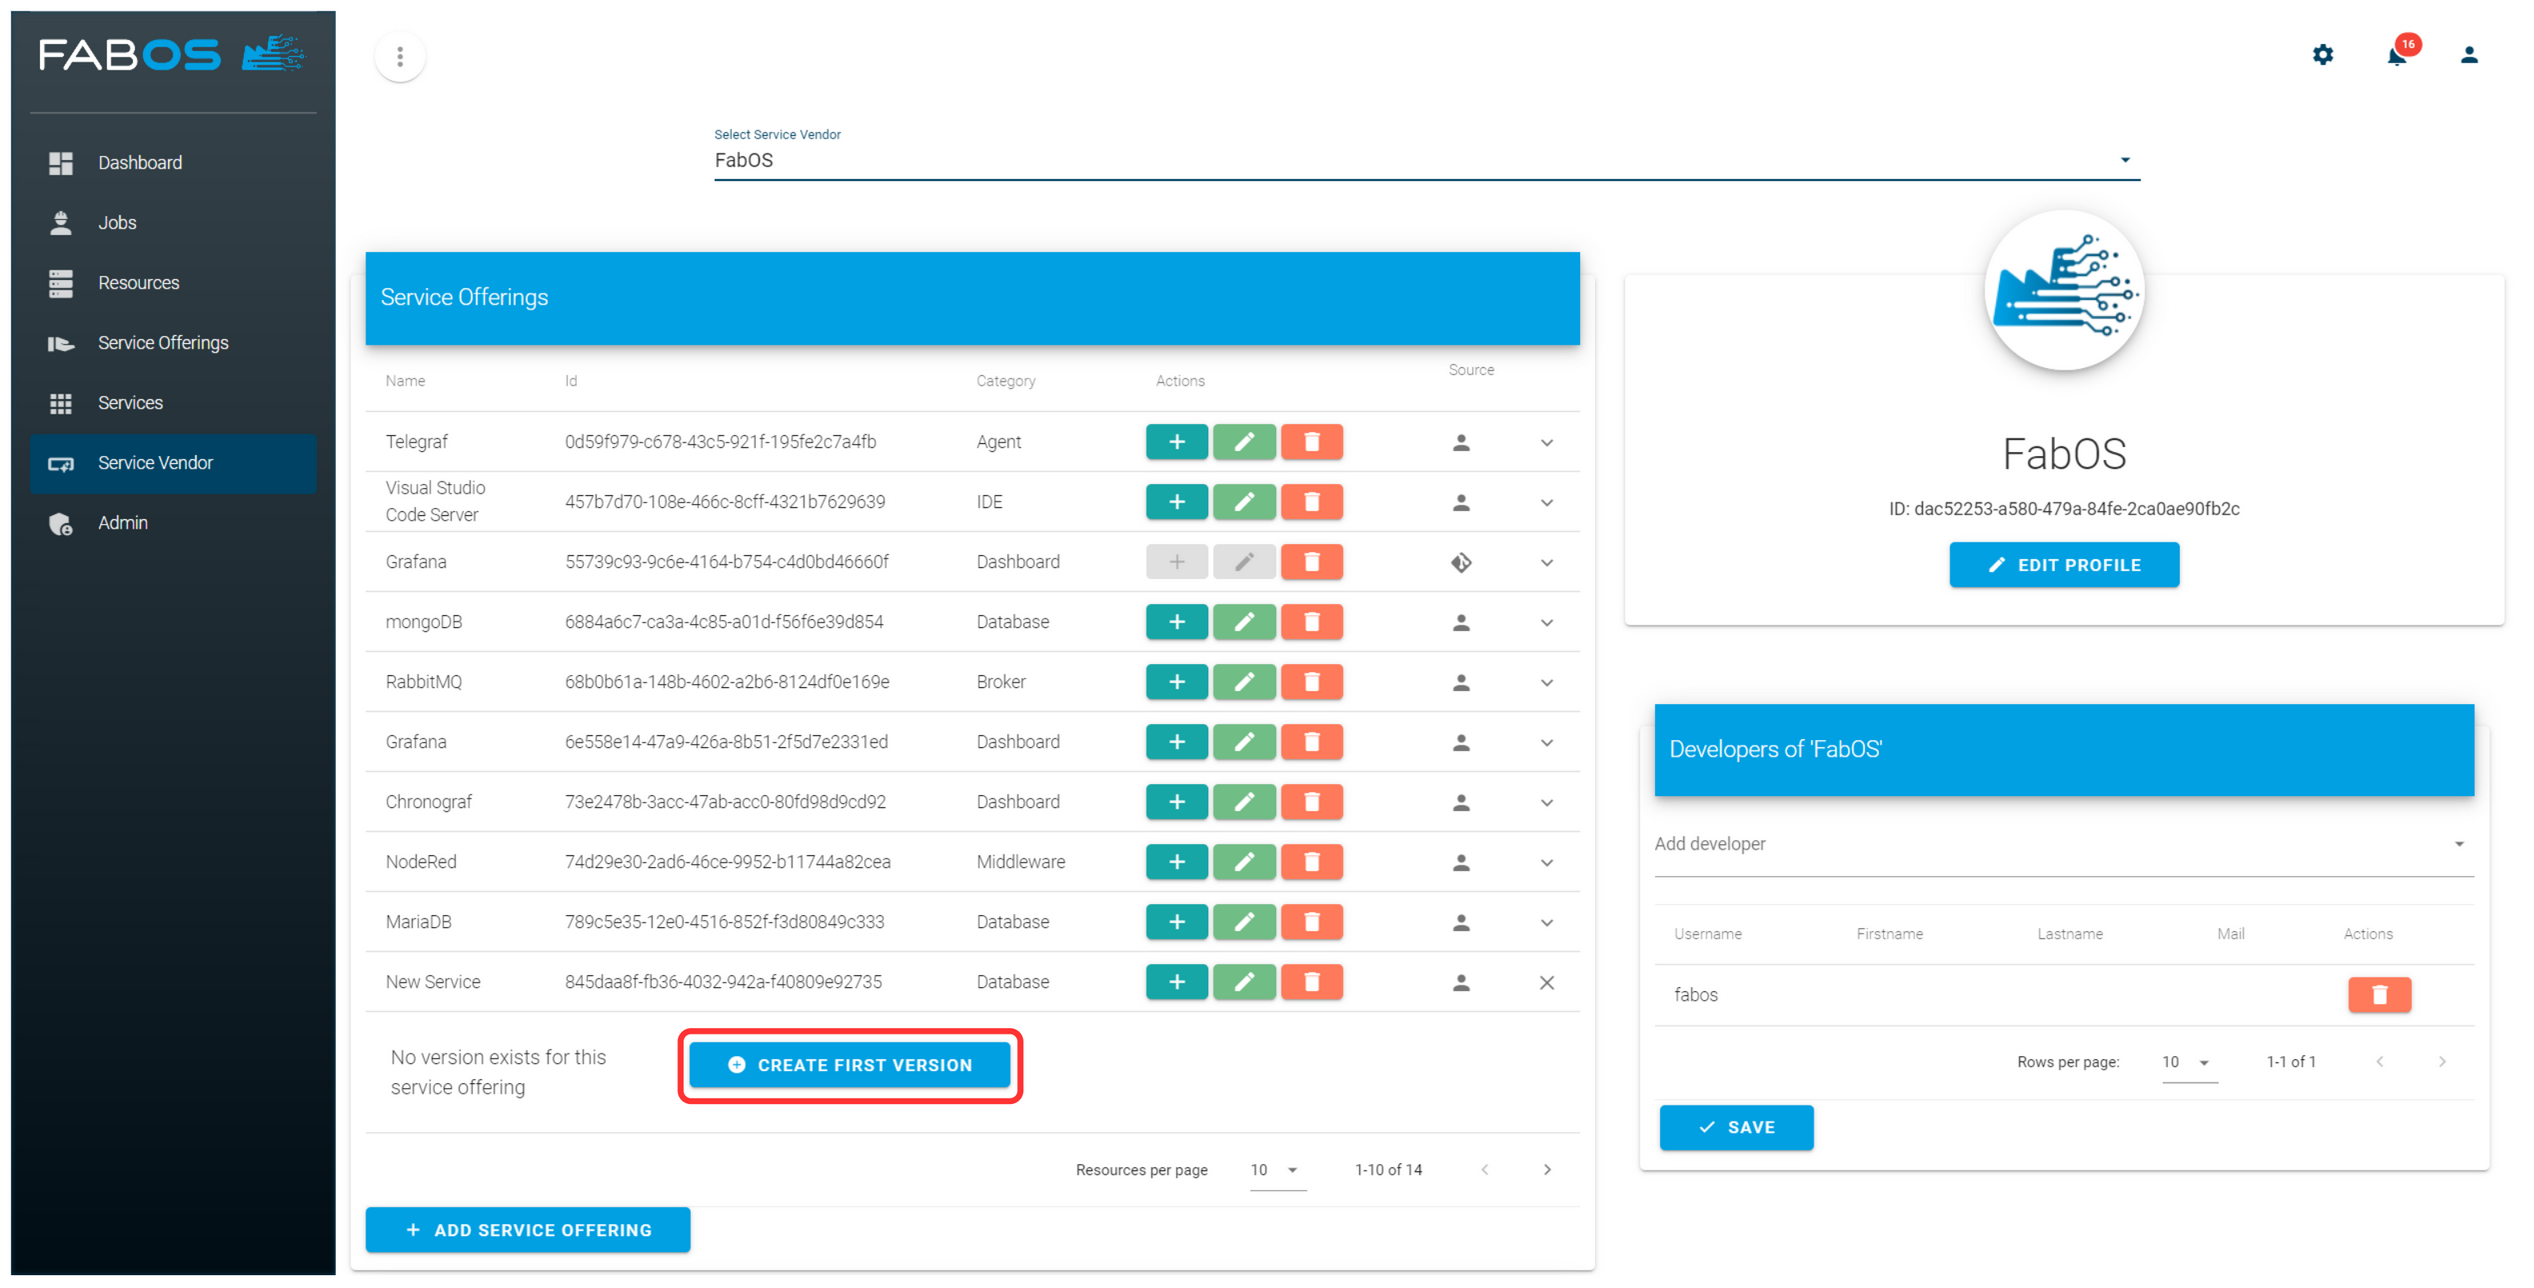 FABOS
Dashboard
Jobs
Resources
Service Offerings
Services
Service Vendor
Admin
16
Select Service Vendor
FabOS
Service Offerings
Name Id Category Actions Source
Telegraf 0d59f979-c678-43c5-921f-195fe2c7a4fb Agent
Visual Studio
Code Server 457b7d70-108e-466c-8cff-4321b7629639 IDE
Grafana 55739c93-9c6e-4164-b754-c4d0bd46660f Dashboard
mongoDB 6884a6c7-ca3a-4c85-a01d-f56f6e39d854 Database
RabbitMQ 68b0b61a-148b-4602-a2b6-8124df0e169e Broker
Grafana 6e558e14-47a9-426a-8b51-2f5d7e2331ed Dashboard
Chronograf 73e2478b-3acc-47ab-acc0-80fd98d9cd92 Dashboard
NodeRed 74d29e30-2ad6-46ce-9952-b11744a82cea Middleware
MariaDB 789c5e35-12e0-4516-852f-f3d80849c333 Database
New Service 845daa8f-fb36-4032-942a-f40809e92735 Database
No version exists for this
service offering
CREATE FIRST VERSION
Resources per page 10 1-10 of 14
ADD SERVICE OFFERING
FabOS
ID: dac52253-a580-479a-84fe-2ca0ae90fb2c
EDIT PROFILE
Developers of 'FabOS'
Add developer
Username Firstname Lastname Mail Actions
fabos
Rows per page: 10 1-1 of 1
SAVE